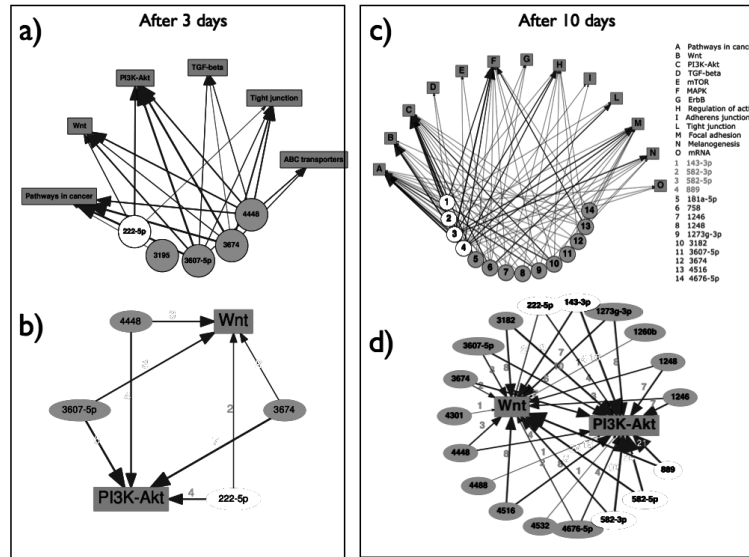 After 3 days
a)
TGF-beta
PI3K-Akt
Tight junction
Wnt
ABC transporters
Pathways in cancer
4448
222-5p
3674
3195
3607-5p
b)
4448
Wnt
3607-5p
3674
2
PI3K-Akt
4
222-5p
After 10 days
c)
F
G
E
H
D
I
C
L
B
M
A
N
O
1
2
3
4
5
6
7
8
9
10
11
12
13
14
A Pathways in cancer
B Wnt
C PI3K-Akt
D TGF-beta
E mTOR
F MAPK
G ErbB
H Regulation of acti
I Adherens junction
L Tight junction
M Focal adhesion
N Melanogenesis
O mRNA
1 143-3p
2 582-3p
3 582-5p
4 889
5 181a-5p
6 758
7 1246
8 1248
9 1273g-3p
10 3182
11 3607-5p
12 3674
13 4516
14 4676-5p
d)
222-5p
143-3p
3182
1273g-3p
1260b
3607-5p
1248
3674
1246
4301
Wnt
PI3K-Akt
4448
889
4488
582-5p
4516
582-3p
4532
4676-5p